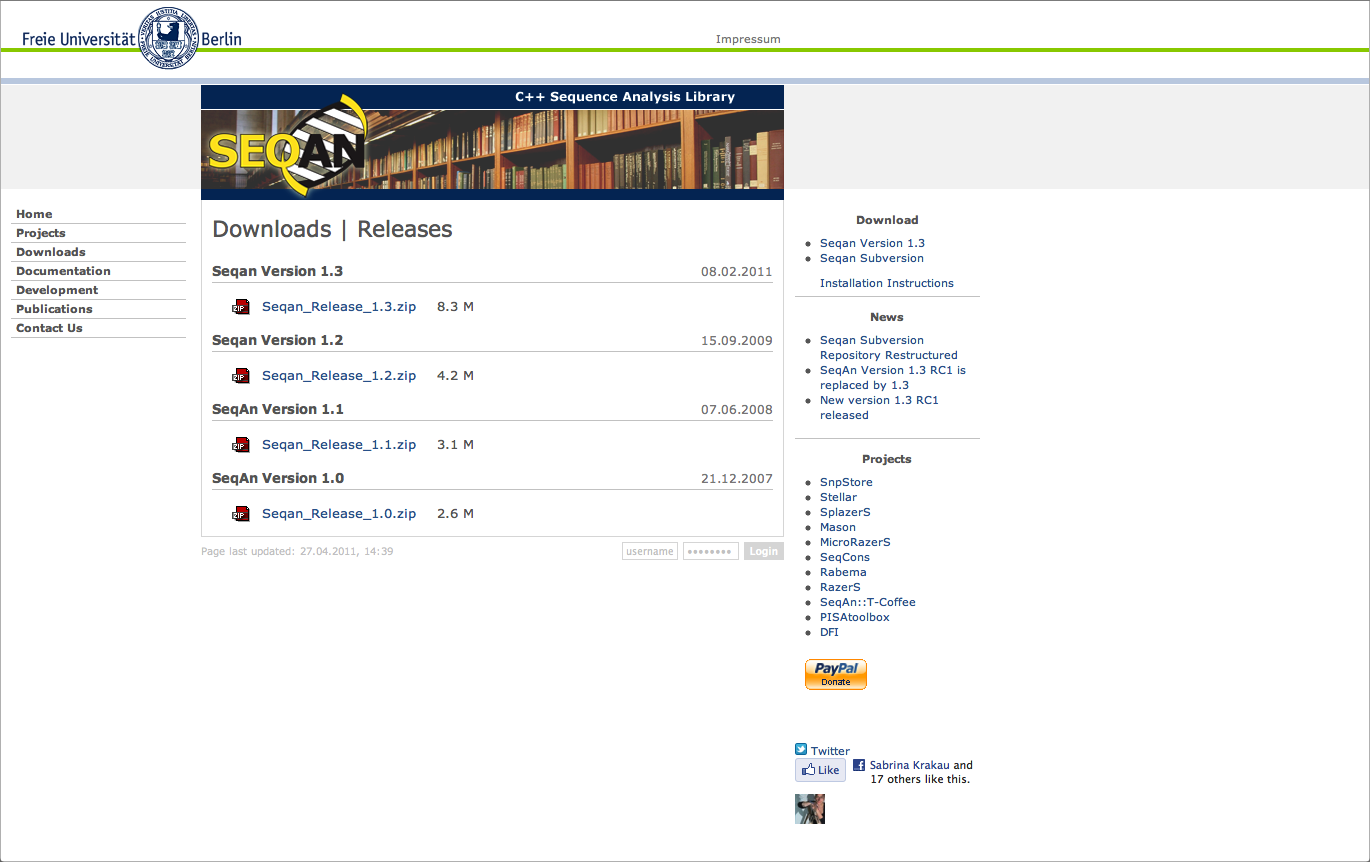 Freie Universität Berlin
Impressum
C++ Sequence Analysis Library
SEQAN
Home
Projects
Downloads
Documentation
Development
Publications
Contact Us
Downloads | Releases
Seqan Version 1.3 08.02.2011
ZIP Seqan_Release_1.3.zip 8.3 M
Seqan Version 1.2 15.09.2009
ZIP Seqan_Release_1.2.zip 4.2 M
SeqAn Version 1.1 07.06.2008
ZIP Seqan_Release_1.1.zip 3.1 M
SeqAn Version 1.0 21.12.2007
ZIP Seqan_Release_1.0.zip 2.6 M
Page last updated: 27.04.2011, 14:39 username •••••••• Login
Download
• Seqan Version 1.3
• Seqan Subversion
Installation Instructions
News
• Seqan Subversion
Repository Restructured
• SeqAn Version 1.3 RC1 is
replaced by 1.3
• New version 1.3 RC1
released
Projects
• SnpStore
• Stellar
• SplazerS
• Mason
• MicroRazerS
• SeqCons
• Rabema
• RazerS
• SeqAn::T-Coffee
• PISAtoolbox
• DFI
PayPal
Donate
Twitter
Like Sabrina Krakau and
17 others like this.